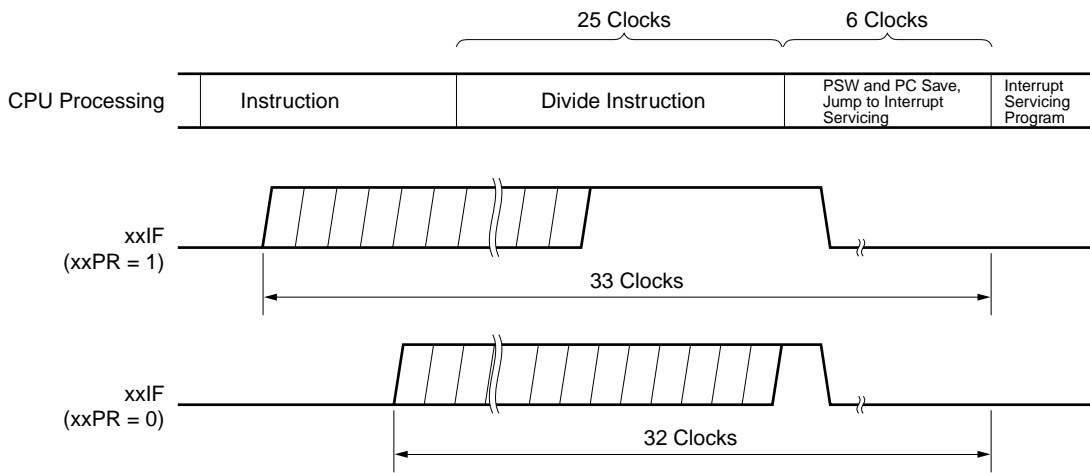 25 Clocks
6 Clocks
CPU Processing
Instruction
Divide Instruction
PSW and PC Save,
Jump to Interrupt
Servicing
Interrupt
Servicing
Program
xxIF
(xxPR = 1)
33 Clocks
xxIF
(xxPR = 0)
32 Clocks